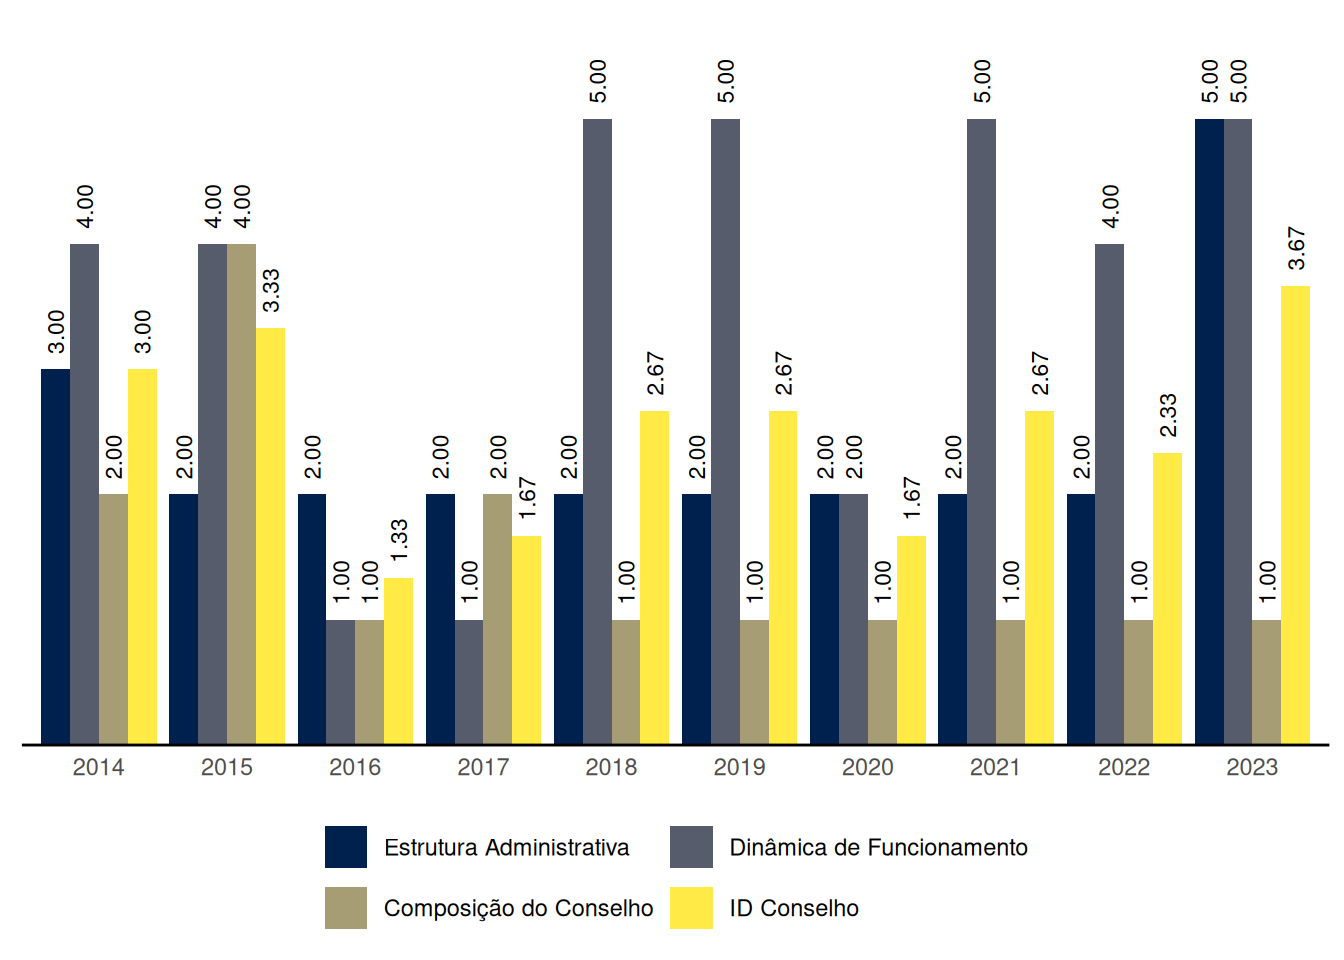 3.00 4.00 2.00 3.00
2.00 4.00 4.00 3.33
2.00 1.00 1.00 1.33
2.00 1.00 2.00 1.67
2.00 5.00 1.00 2.67
2.00 5.00 1.00 2.67
2.00 2.00 1.00 1.67
2.00 5.00 1.00 2.67
2.00 4.00 1.00 2.33
5.00 5.00 1.00 3.67
2014 2015 2016 2017 2018 2019 2020 2021 2022 2023
Estrutura Administrativa Dinâmica de Funcionamento
Composição do Conselho ID Conselho